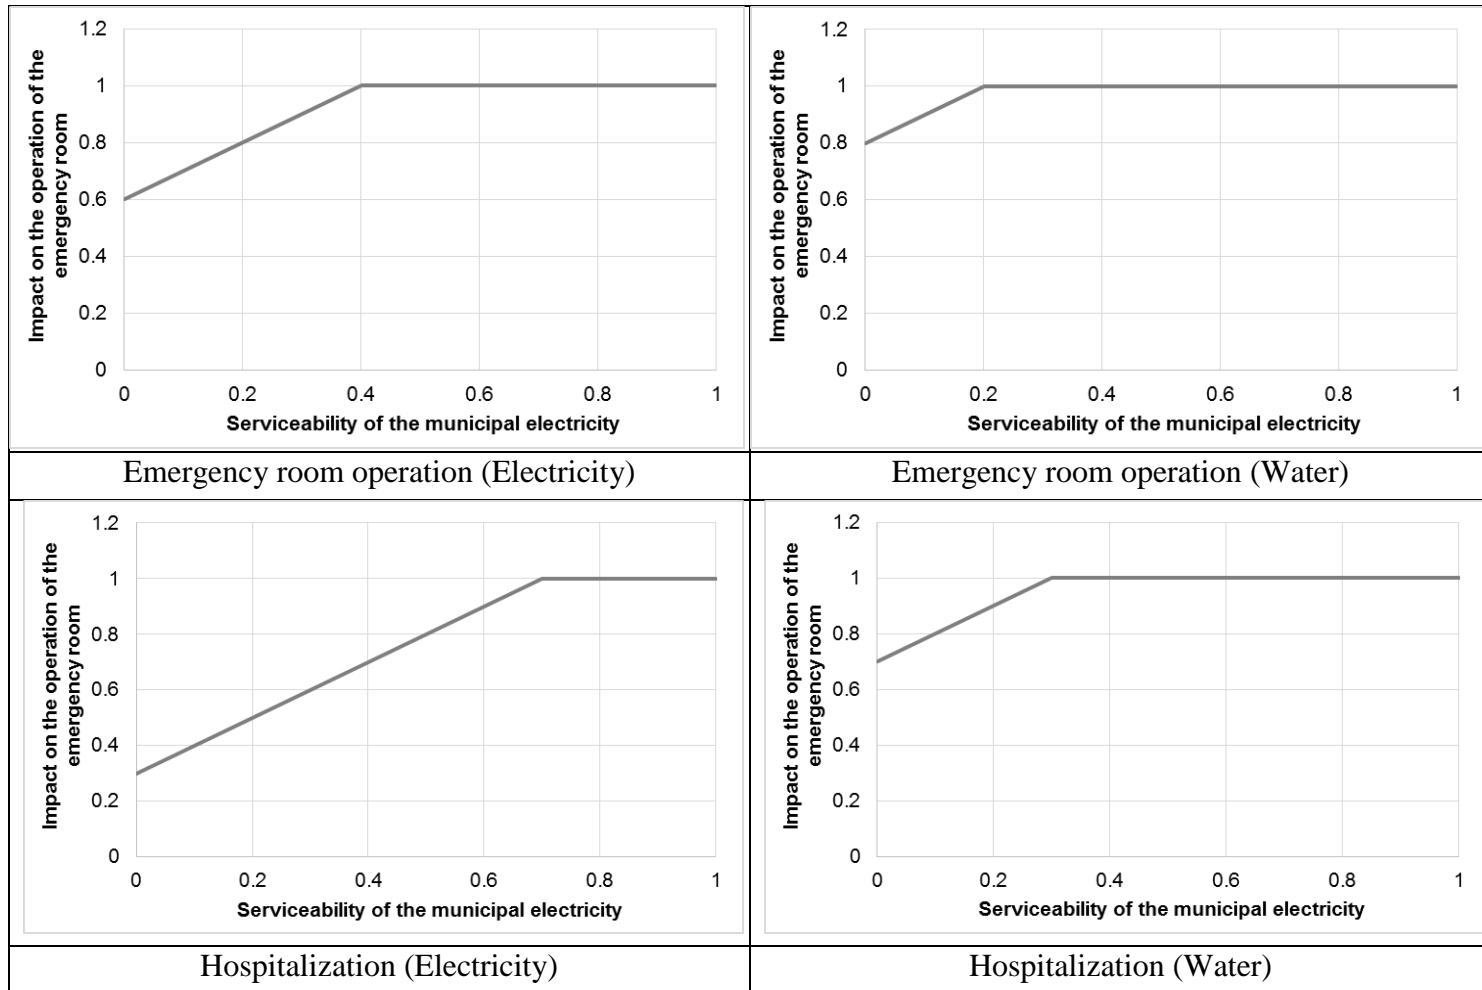 Impact on the operation of the
emergency room
1.2
1
0.8
0.6
0.4
0.2
0
0 0.2 0.4 0.6 0.8 1
Serviceability of the municipal electricity
Emergency room operation (Electricity)
Impact on the operation of the
emergency room
1.2
1
0.8
0.6
0.4
0.2
0
0 0.2 0.4 0.6 0.8 1
Serviceability of the municipal electricity
Emergency room operation (Water)
Impact on the operation of the
emergency room
1.2
1
0.8
0.6
0.4
0.2
0
0 0.2 0.4 0.6 0.8 1
Serviceability of the municipal electricity
Hospitalization (Electricity)
Impact on the operation of the
emergency room
1.2
1
0.8
0.6
0.4
0.2
0
0 0.2 0.4 0.6 0.8 1
Serviceability of the municipal electricity
Hospitalization (Water)